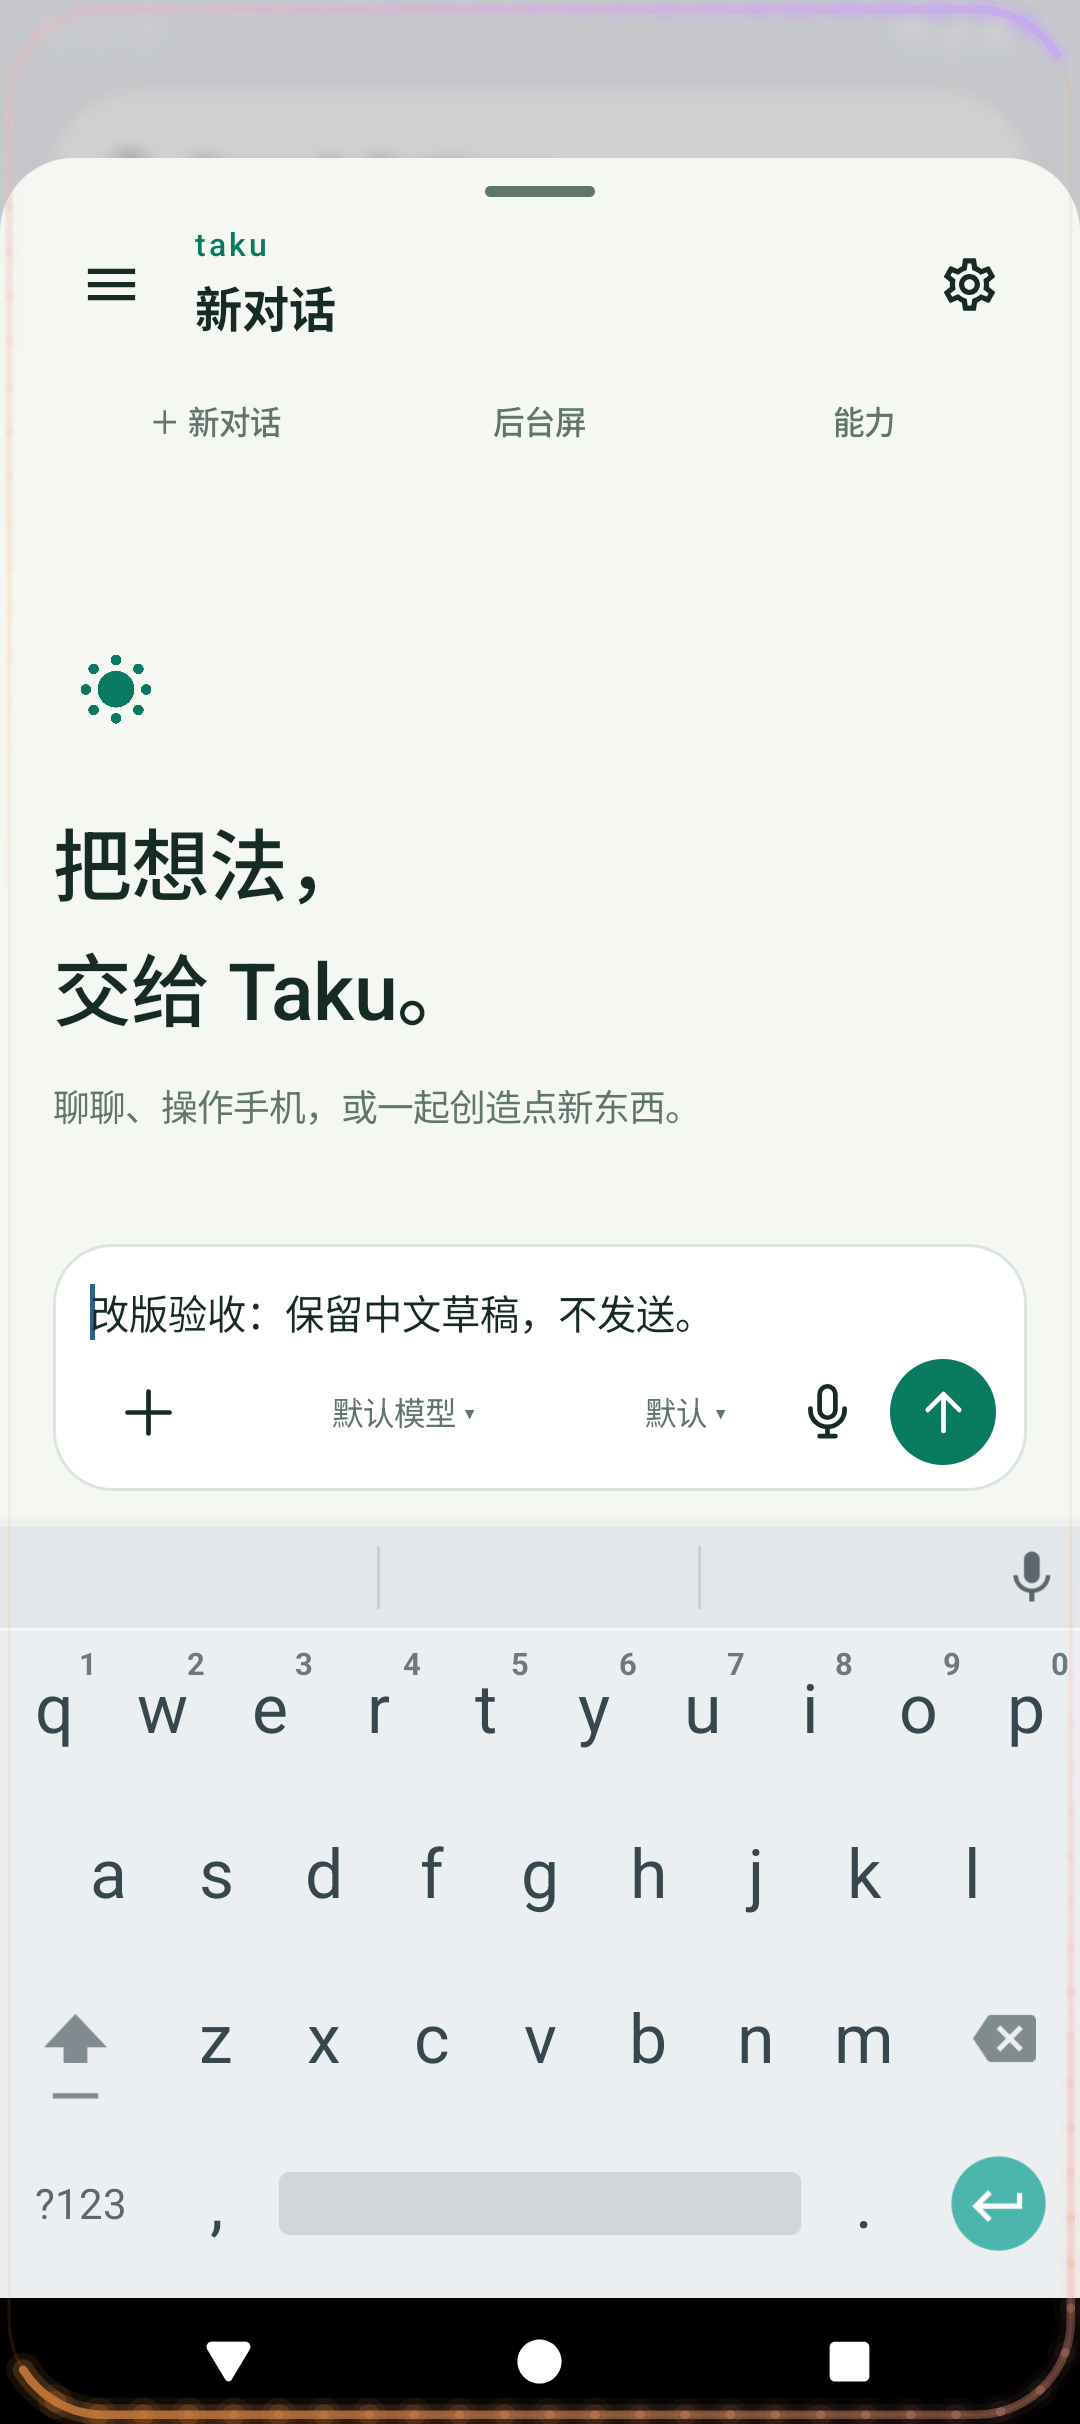 taku
新对话
＋ 新对话
后台屏
能力
把想法，
交给 Taku。
聊聊、操作手机，或一起创造点新东西。
改版验收：保留中文草稿，不发送。
默认模型 ▾
默认 ▾
1 2 3 4 5 6 7 8 9 0
q w e r t y u i o p
a s d f g h j k l
z x c v b n m
?123 , .